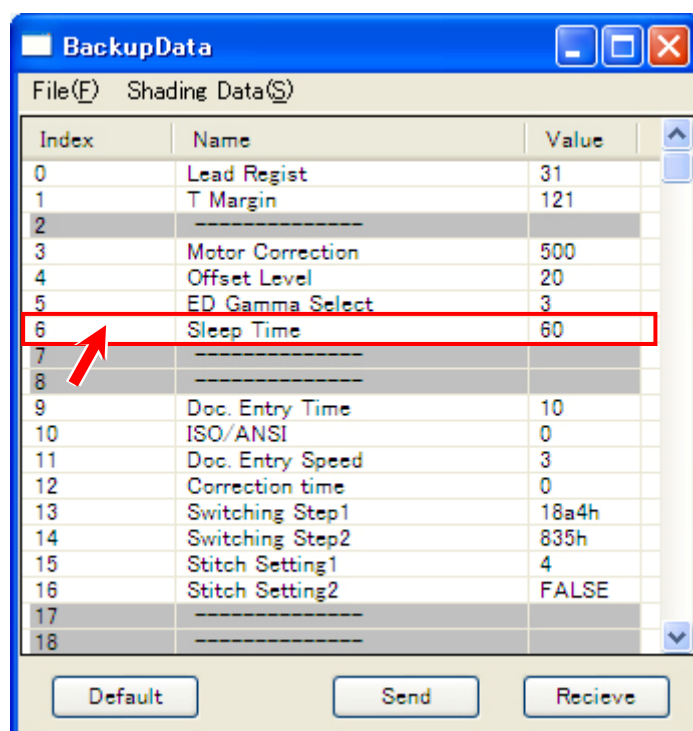 BackupData
File(F) Shading Data(S)
Index Name Value
0 Lead Regist 31
1 T Margin 121
2 --------------
3 Motor Correction 500
4 Offset Level 20
5 ED Gamma Select 3
6 Sleep Time 60
7 --------------
8 --------------
9 Doc. Entry Time 10
10 ISO/ANSI 0
11 Doc. Entry Speed 3
12 Correction time 0
13 Switching Step1 18a4h
14 Switching Step2 835h
15 Stitch Setting1 4
16 Stitch Setting2 FALSE
17 --------------
18 --------------
Default Send Recieve